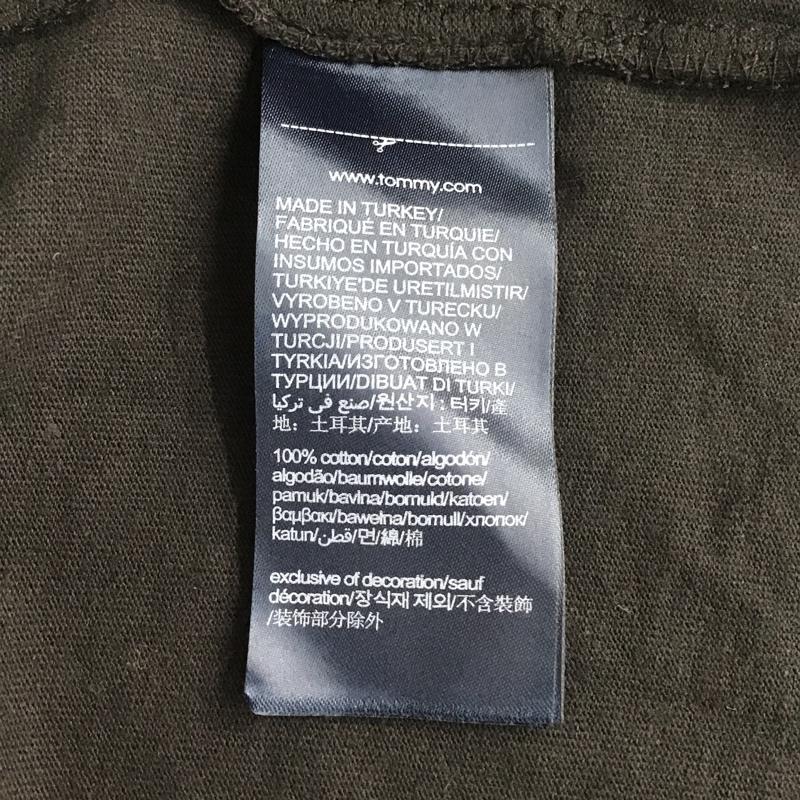 www.tommy.com
MADE IN TURKEY/
FABRIQUÉ EN TURQUIE/
HECHO EN TURQUÍA CON
INSUMOS IMPORTADOS/
TURKIYE'DE URETILMISTIR/
VYROBENO V TURECKU/
WYPRODUKOWANO W
TURCJI/PRODUSERT I
TYRKIA/ИЗГОТОВЛЕНО В
ТУРЦИИ/DIBUAT DI TURKI/
صنع في تركيا/원산지 : 터키/產
地：土耳其/产地：土耳其
100% cotton/coton/algodón/
algodão/baumwolle/cotone/
pamuk/bavlna/bomuld/katoen/
βαμβακι/bawełna/bomull/хлопок/
katun/قطن/면/綿/棉
exclusive of decoration/sauf
décoration/장식재 제외/不含裝飾
/装饰部分除外